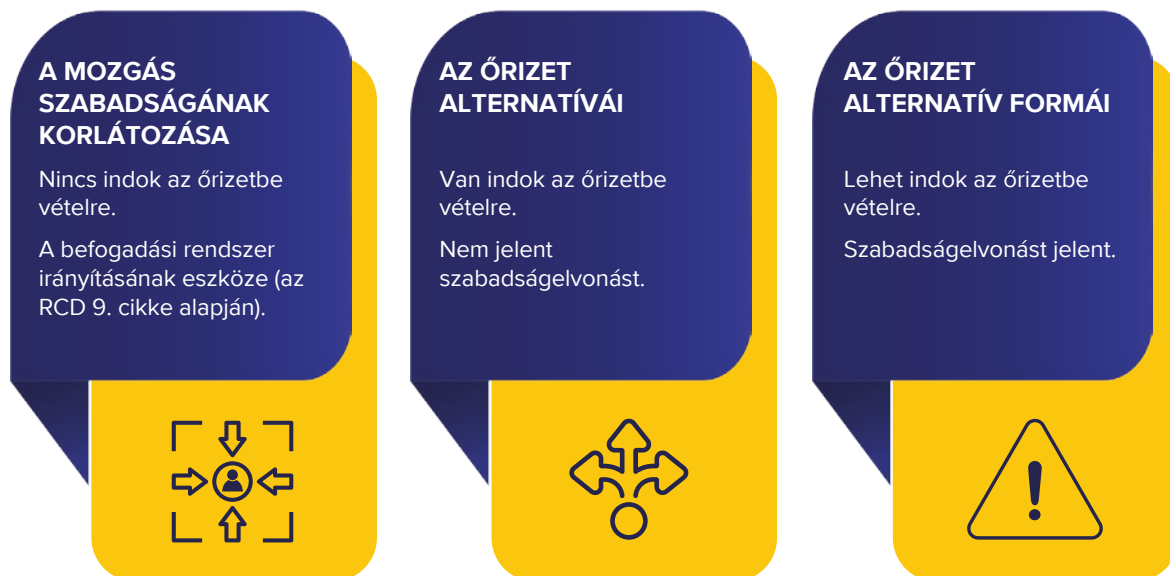 A MOZGÁS
SZABADSÁGÁNAK
KORLÁTOZÁSA
Nincs indok az őrizetbe
vételre.
A befogadási rendszer
irányításának eszköze (az
RCD 9. cikke alapján).
AZ ŐRIZET
ALTERNATÍVÁI
Van indok az őrizetbe
vételre.
Nem jelent
szabadságelvonást.
AZ ŐRIZET
ALTERNATÍV FORMÁI
Lehet indok az őrizetbe
vételre.
Szabadságelvonást jelent.